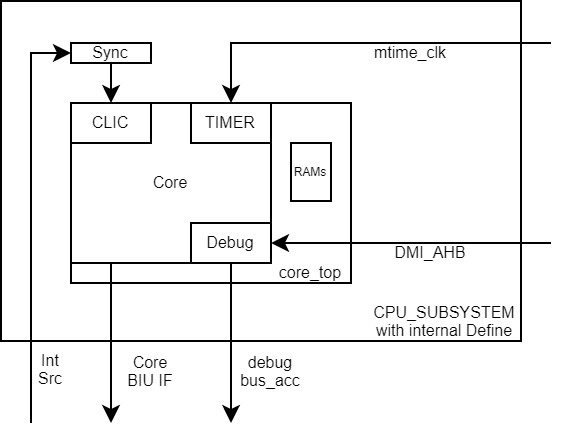 Sync
mtime_clk
CLIC
TIMER
Core
RAMs
Debug
DMI_AHB
core_top
CPU_SUBSYSTEM
with internal Define
Int
Src
Core
BIU IF
debug
bus_acc